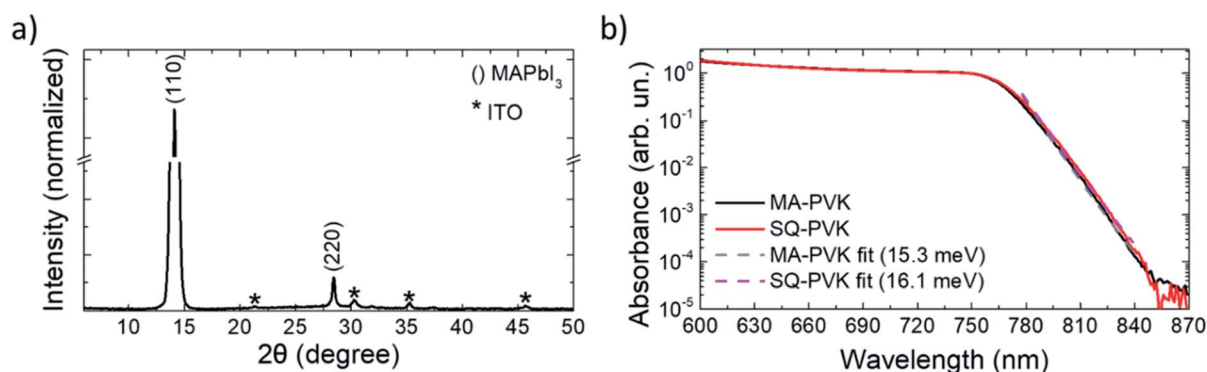 a)
Intensity (normalized)
(110)
(220)
() MAPbI₃
* ITO
*
*
*
*
10 15 20 25 30 35 40 45 50
2θ (degree)
b)
Absorbance (arb. un.)
10⁰
10⁻¹
10⁻²
10⁻³
10⁻⁴
10⁻⁵
MA-PVK
SQ-PVK
MA-PVK fit (15.3 meV)
SQ-PVK fit (16.1 meV)
600 630 660 690 720 750 780 810 840 870
Wavelength (nm)